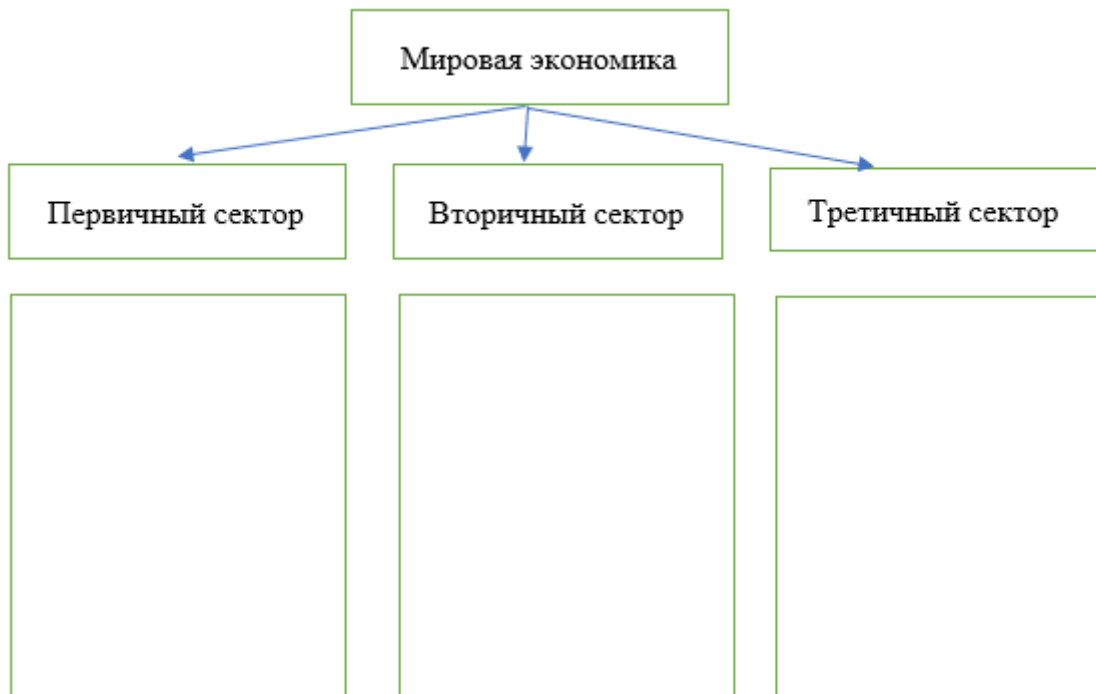 Мировая экономика
Первичный сектор
Вторичный сектор
Третичный сектор